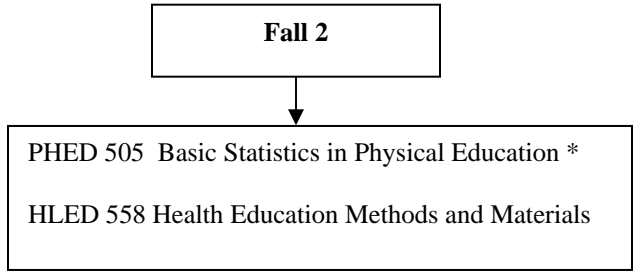 Fall 2
PHED 505  Basic Statistics in Physical Education *
HLED 558 Health Education Methods and Materials